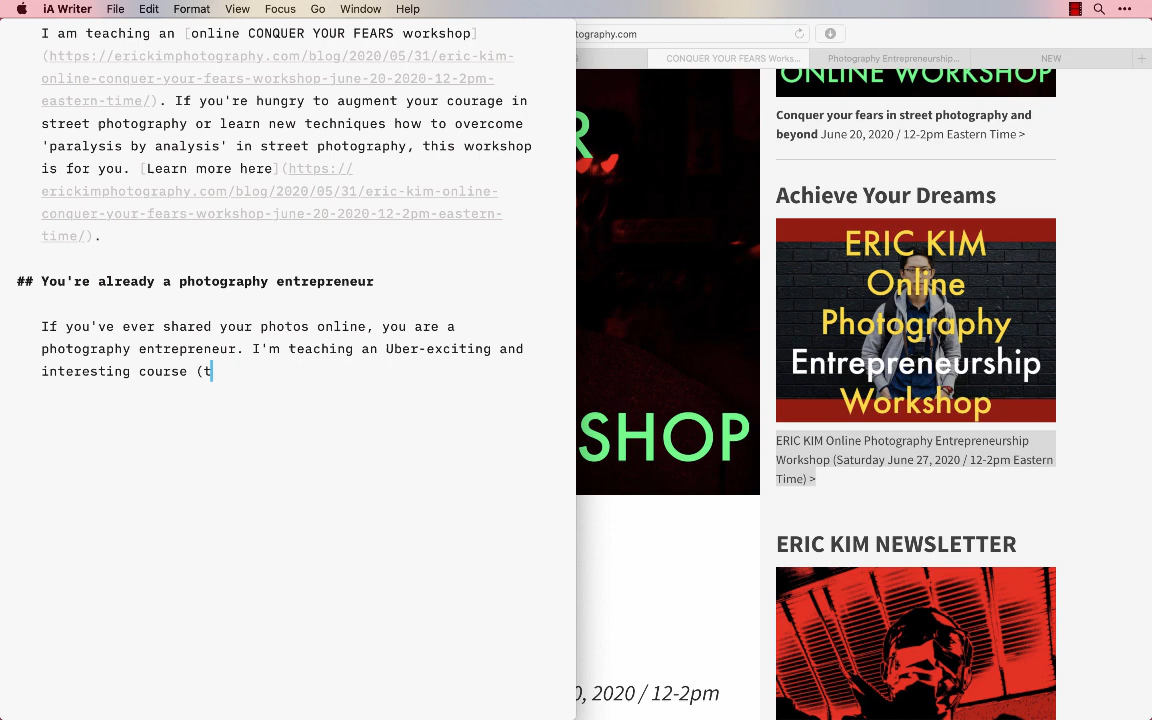 iA Writer File Edit Format View Focus Go Window Help
I am teaching an [online CONQUER YOUR FEARS workshop]
(https://erickimphotography.com/blog/2020/05/31/eric-kim-
online-conquer-your-fears-workshop-june-20-2020-12-2pm-
eastern-time/). If you're hungry to augment your courage in
street photography or learn new techniques how to overcome
'paralysis by analysis' in street photography, this workshop
is for you. [Learn more here](https://
erickimphotography.com/blog/2020/05/31/eric-kim-online-
conquer-your-fears-workshop-june-20-2020-12-2pm-eastern-
time/).
## You're already a photography entrepreneur
If you've ever shared your photos online, you are a
photography entrepreneur. I'm teaching an Uber-exciting and
interesting course (t
tography.com
S
CONQUER YOUR FEARS Works...
Photography Entrepreneurship...
NEW
R
SHOP
0, 2020 / 12-2pm
ONLINE WORKSHOP
Conquer your fears in street photography and
beyond June 20, 2020 / 12-2pm Eastern Time >
Achieve Your Dreams
ERIC KIM
Online
Photography
Entrepreneurship
Workshop
ERIC KIM Online Photography Entrepreneurship
Workshop (Saturday June 27, 2020 / 12-2pm Eastern
Time) >
ERIC KIM NEWSLETTER